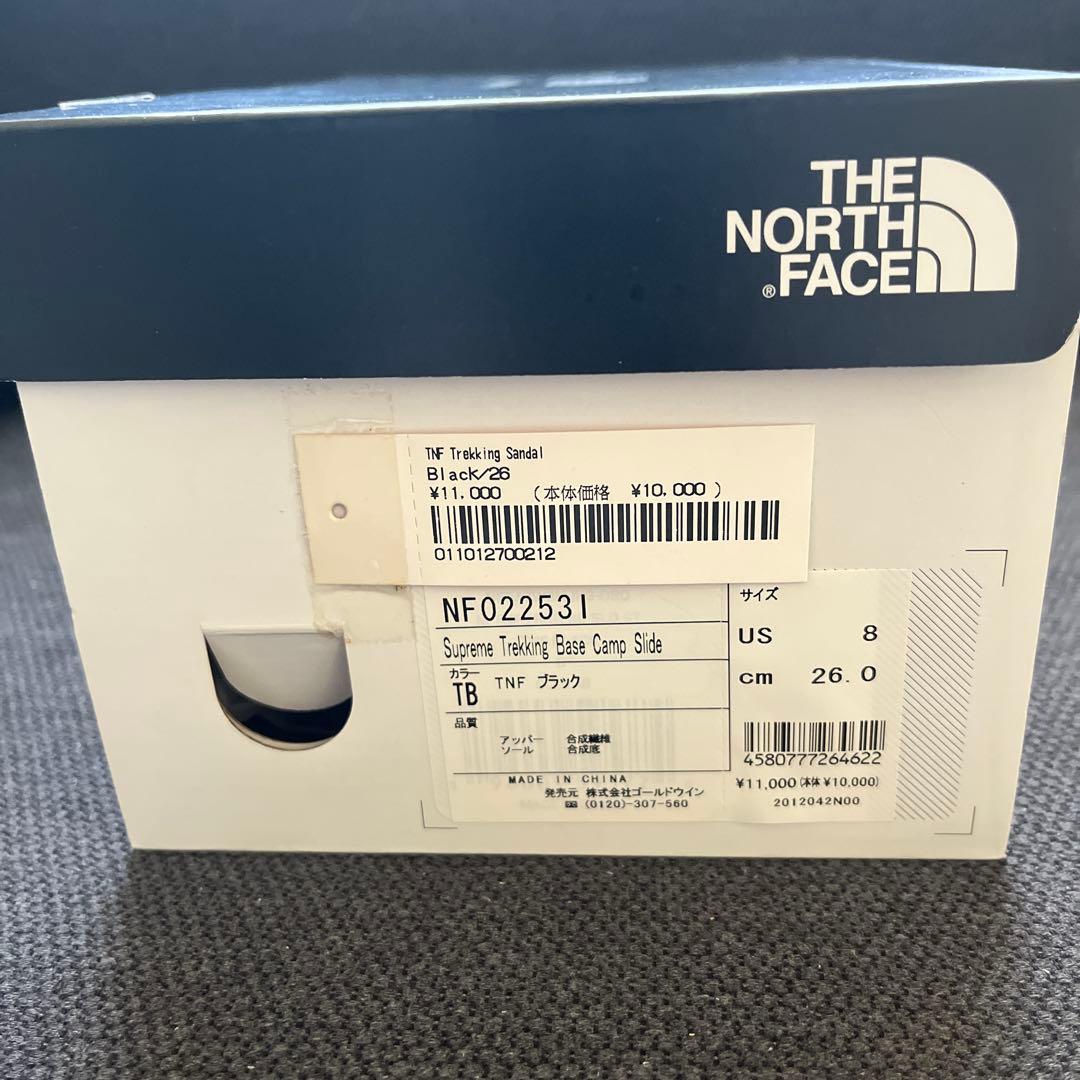 THE
NORTH
FACE
®
TNF Trekking Sandal
Black/26
¥11,000 (本体価格 ¥10,000)
011012700212
NF02253I
Supreme Trekking Base Camp Slide
カラー
TB TNF ブラック
品質
アッパー 合成繊維
ソール 合成底
MADE IN CHINA
発売元 株式会社ゴールドウイン
☎ (0120)-307-560
サイズ
US 8
cm 26.0
4580777264622
¥11,000(本体¥10,000)
2012042N00